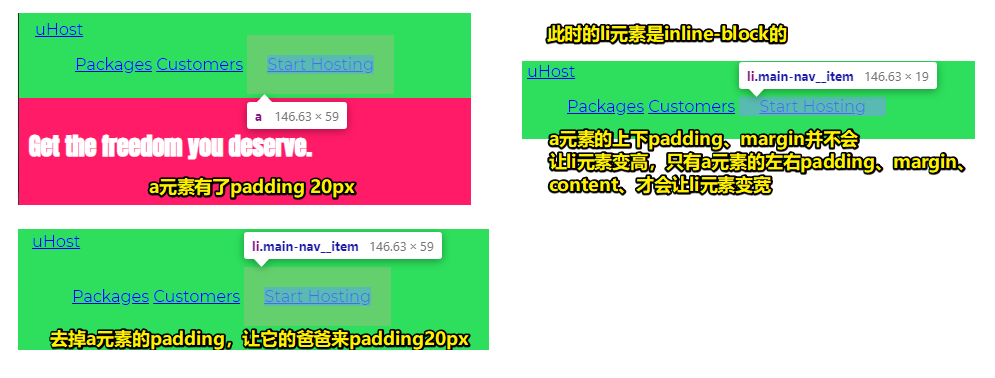 uHost
Packages Customers Start Hosting
a 146.63 × 59
Get the freedom you deserve.
a元素有了padding 20px
此时的li元素是inline-block的
uHost
li.main-nav__item 146.63 × 19
Packages Customers Start Hosting
a元素的上下padding、margin并不会
让li元素变高，只有a元素的左右padding、margin、
content、才会让li元素变宽
uHost
li.main-nav__item 146.63 × 59
Packages Customers Start Hosting
去掉a元素的padding，让它的爸爸来padding20px